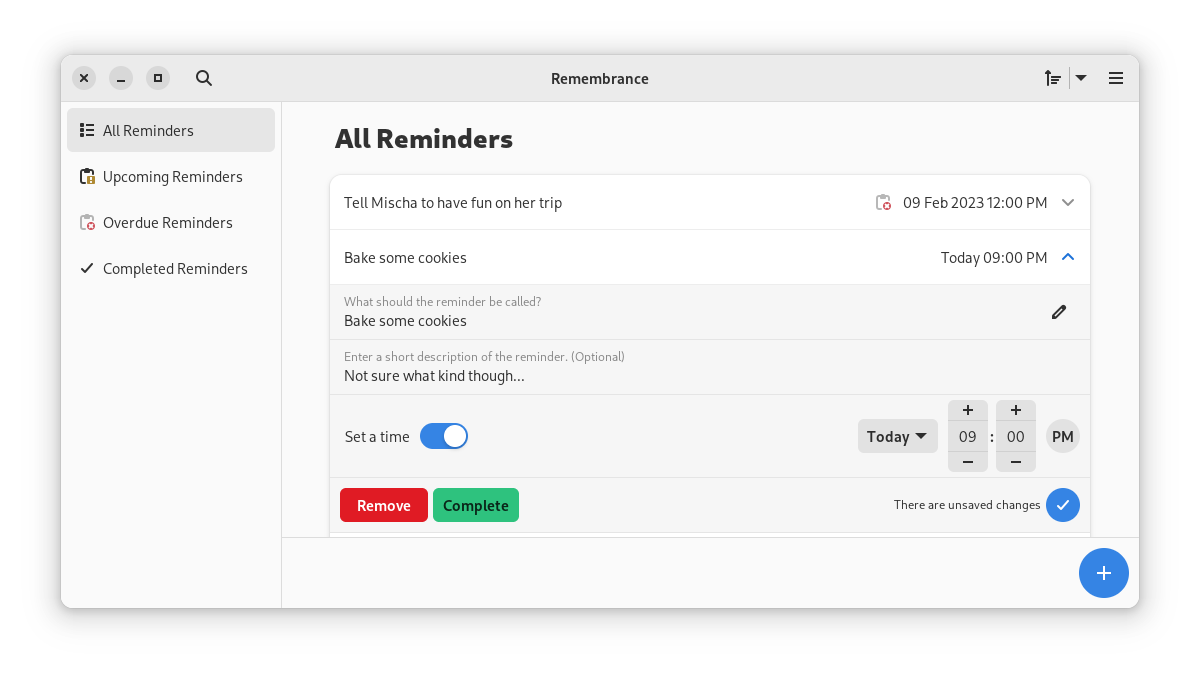 Remembrance
All Reminders
Upcoming Reminders
Overdue Reminders
Completed Reminders
All Reminders
Tell Mischa to have fun on her trip
09 Feb 2023 12:00 PM
Bake some cookies
Today 09:00 PM
What should the reminder be called?
Bake some cookies
Enter a short description of the reminder. (Optional)
Not sure what kind though...
Set a time
Today
09 : 00
PM
Remove
Complete
There are unsaved changes